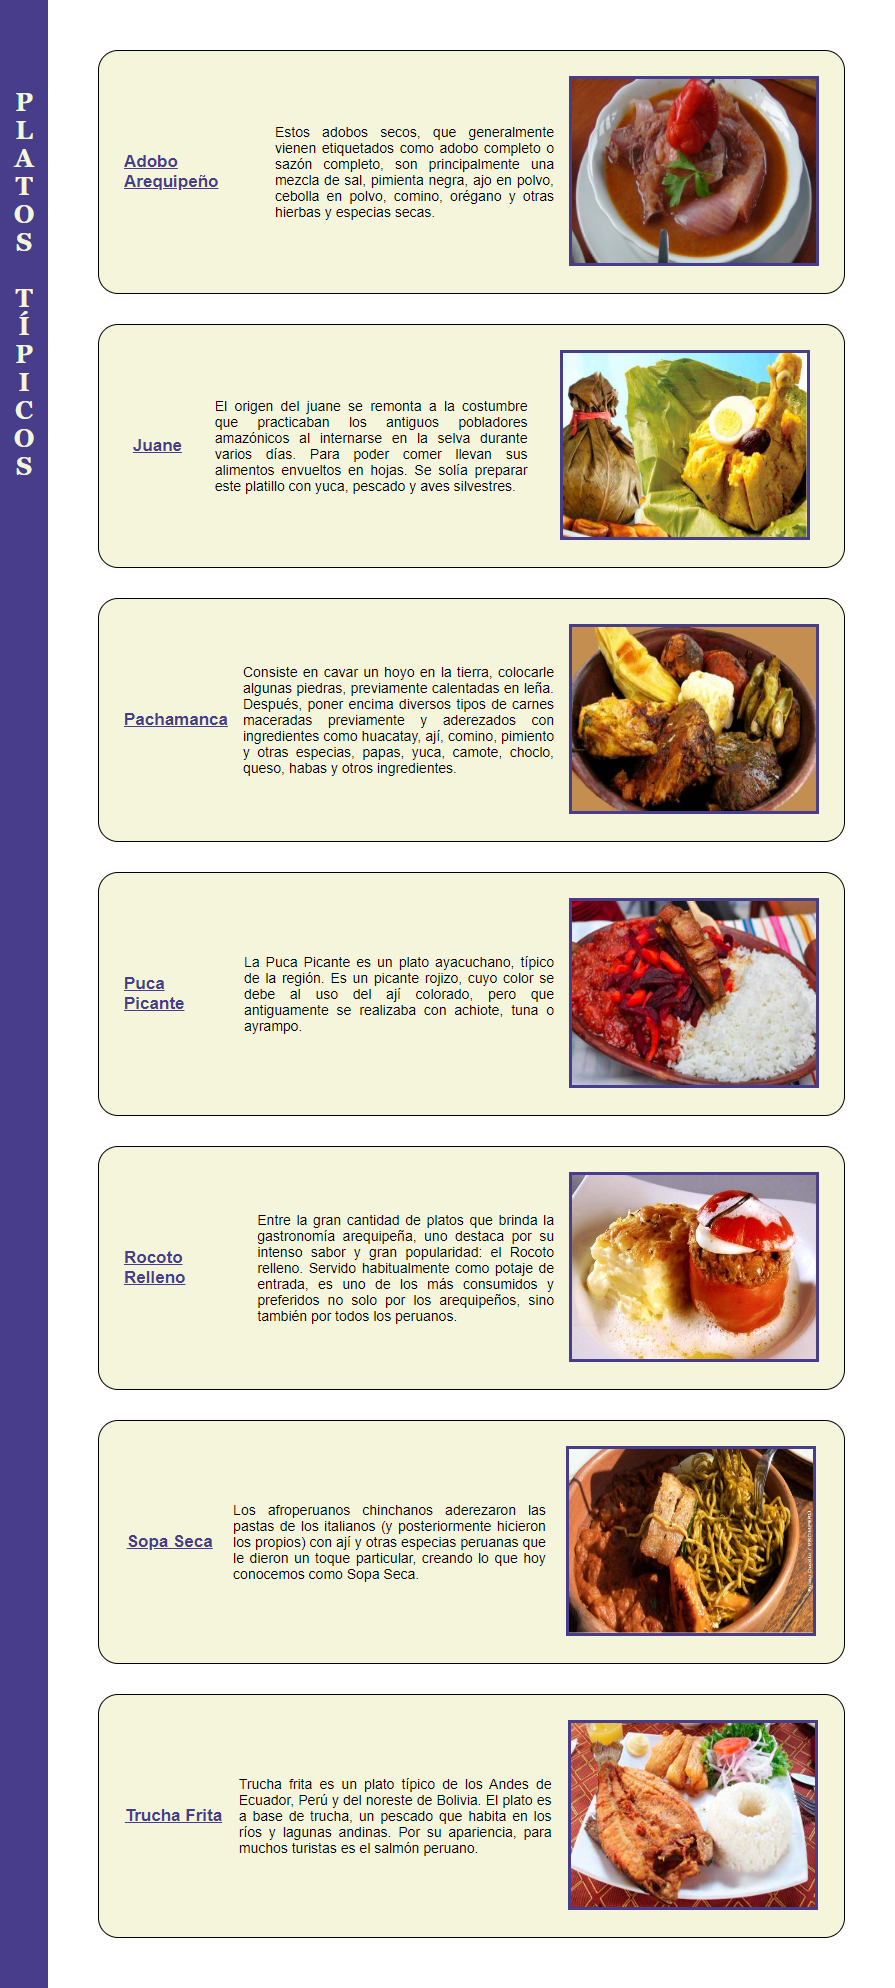 PLATOS TÍPICOS
Adobo
Arequipeño
Estos adobos secos, que generalmente
vienen etiquetados como adobo completo o
sazón completo, son principalmente una
mezcla de sal, pimienta negra, ajo en polvo,
cebolla en polvo, comino, orégano y otras
hierbas y especias secas.
Juane
El origen del juane se remonta a la costumbre
que practicaban los antiguos pobladores
amazónicos al internarse en la selva durante
varios días. Para poder comer llevan sus
alimentos envueltos en hojas. Se solía preparar
este platillo con yuca, pescado y aves silvestres.
Pachamanca
Consiste en cavar un hoyo en la tierra, colocarle
algunas piedras, previamente calentadas en leña.
Después, poner encima diversos tipos de carnes
maceradas previamente y aderezados con
ingredientes como huacatay, ají, comino, pimiento
y otras especias, papas, yuca, camote, choclo,
queso, habas y otros ingredientes.
Puca
Picante
La Puca Picante es un plato ayacuchano, típico
de la región. Es un picante rojizo, cuyo color se
debe al uso del ají colorado, pero que
antiguamente se realizaba con achiote, tuna o
ayrampo.
Rocoto
Relleno
Entre la gran cantidad de platos que brinda la
gastronomía arequipeña, uno destaca por su
intenso sabor y gran popularidad: el Rocoto
relleno. Servido habitualmente como potaje de
entrada, es uno de los más consumidos y
preferidos no solo por los arequipeños, sino
también por todos los peruanos.
Sopa Seca
Los afroperuanos chinchanos aderezaron las
pastas de los italianos (y posteriormente hicieron
los propios) con ají y otras especias peruanas que
le dieron un toque particular, creando lo que hoy
conocemos como Sopa Seca.
Trucha Frita
Trucha frita es un plato típico de los Andes de
Ecuador, Perú y del noreste de Bolivia. El plato es
a base de trucha, un pescado que habita en los
ríos y lagunas andinas. Por su apariencia, para
muchos turistas es el salmón peruano.